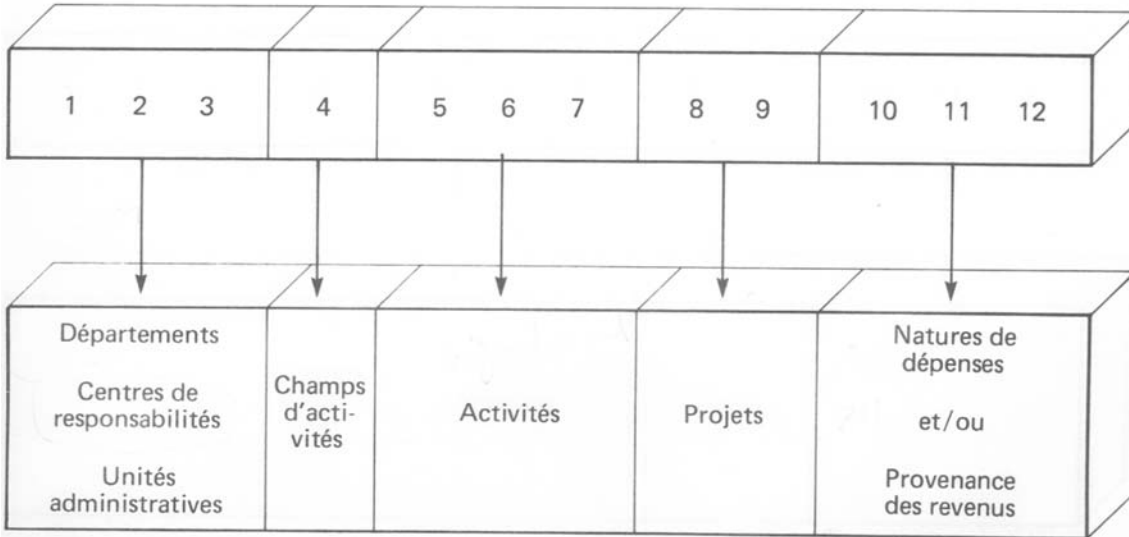 1 2 3 4 5 6 7 8 9 10 11 12
Départements
Centres de
responsabilités
Unités
administratives
Champs
d'acti-
vités
Activités
Projets
Natures de
dépenses
et/ou
Provenance
des revenus